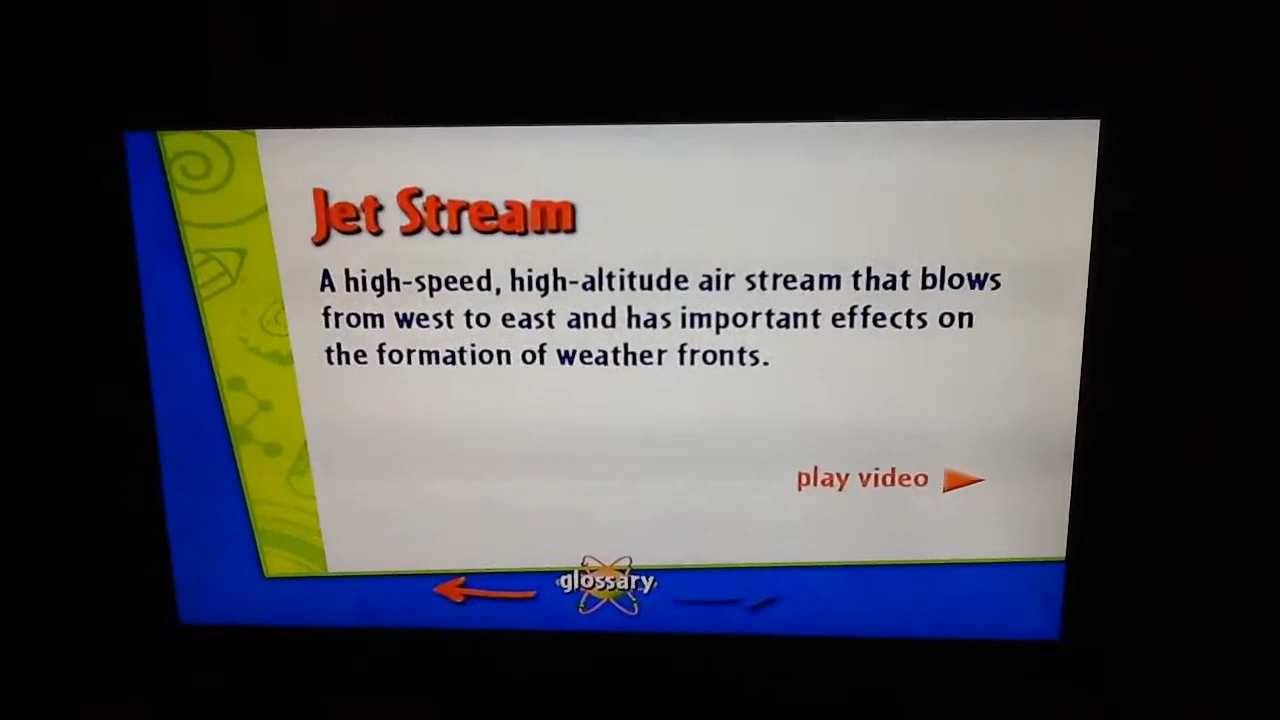 Jet Stream
A high-speed, high-altitude air stream that blows
from west to east and has important effects on
the formation of weather fronts.
play video
glossary